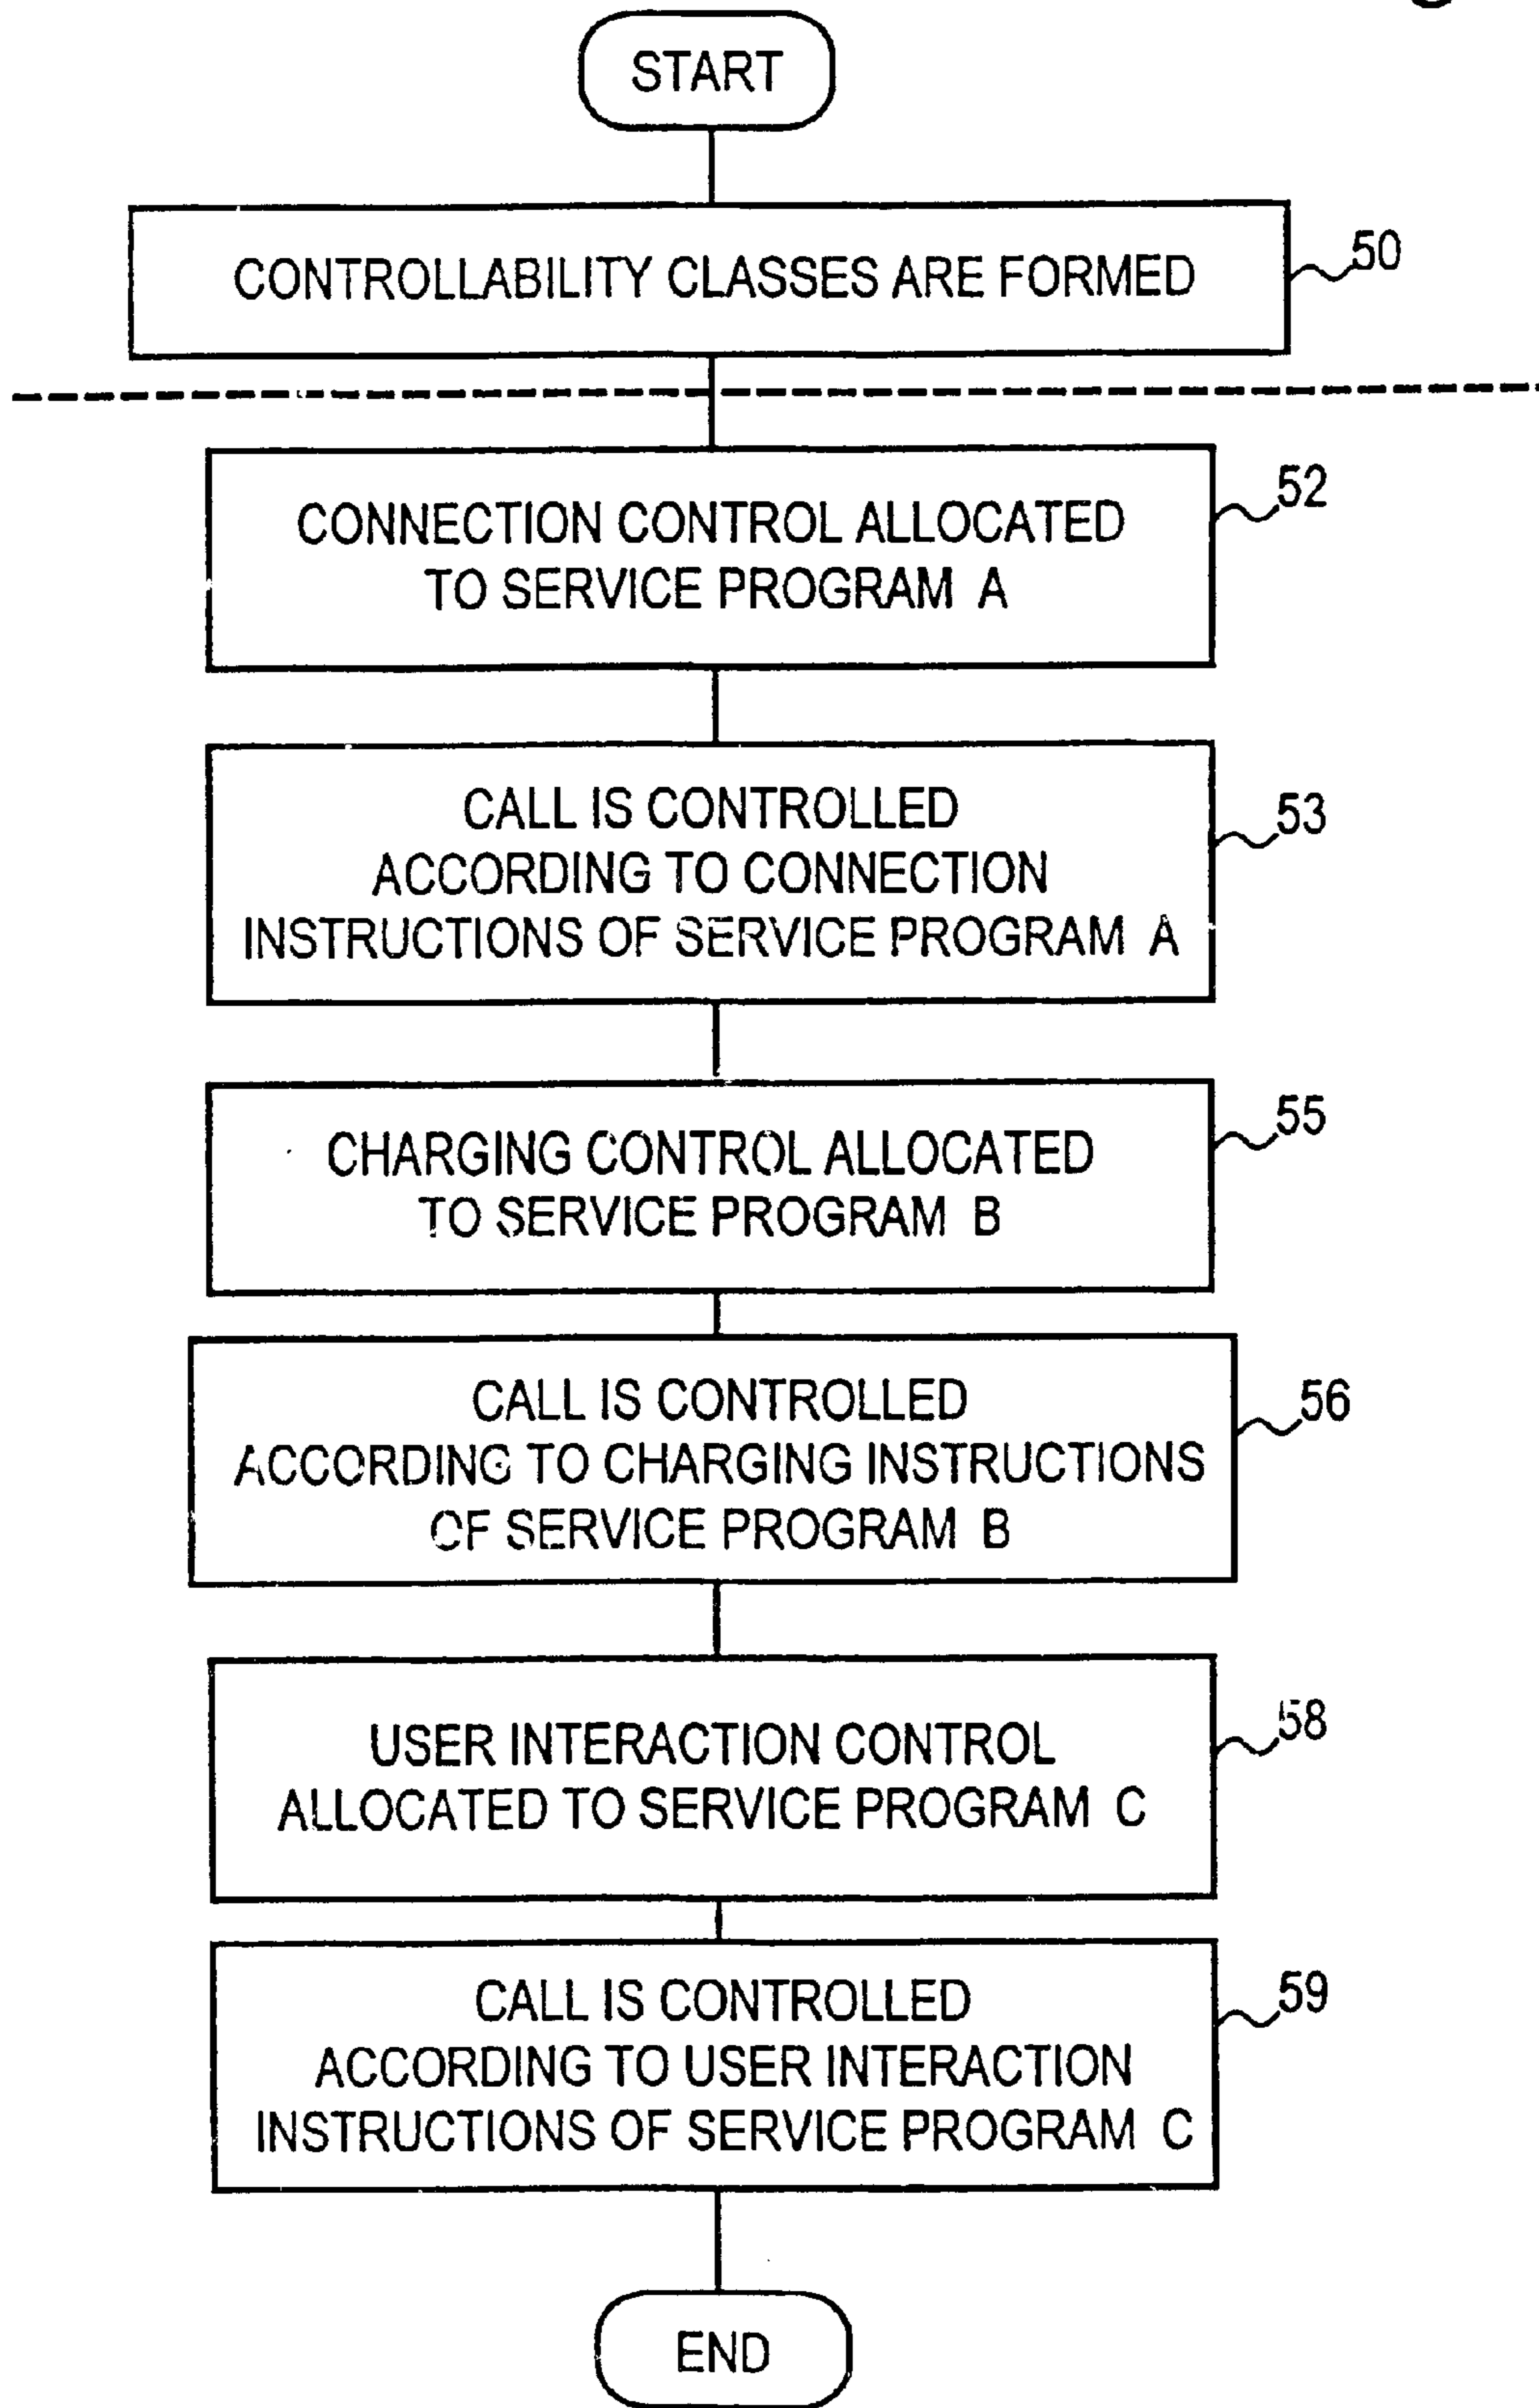 START
CONTROLLABILITY CLASSES ARE FORMED
50
CONNECTION CONTROL ALLOCATED
TO SERVICE PROGRAM A
52
CALL IS CONTROLLED
ACCORDING TO CONNECTION
INSTRUCTIONS OF SERVICE PROGRAM A
53
CHARGING CONTROL ALLOCATED
TO SERVICE PROGRAM B
55
CALL IS CONTROLLED
ACCORDING TO CHARGING INSTRUCTIONS
OF SERVICE PROGRAM B
56
USER INTERACTION CONTROL
ALLOCATED TO SERVICE PROGRAM C
58
CALL IS CONTROLLED
ACCORDING TO USER INTERACTION
INSTRUCTIONS OF SERVICE PROGRAM C
59
END